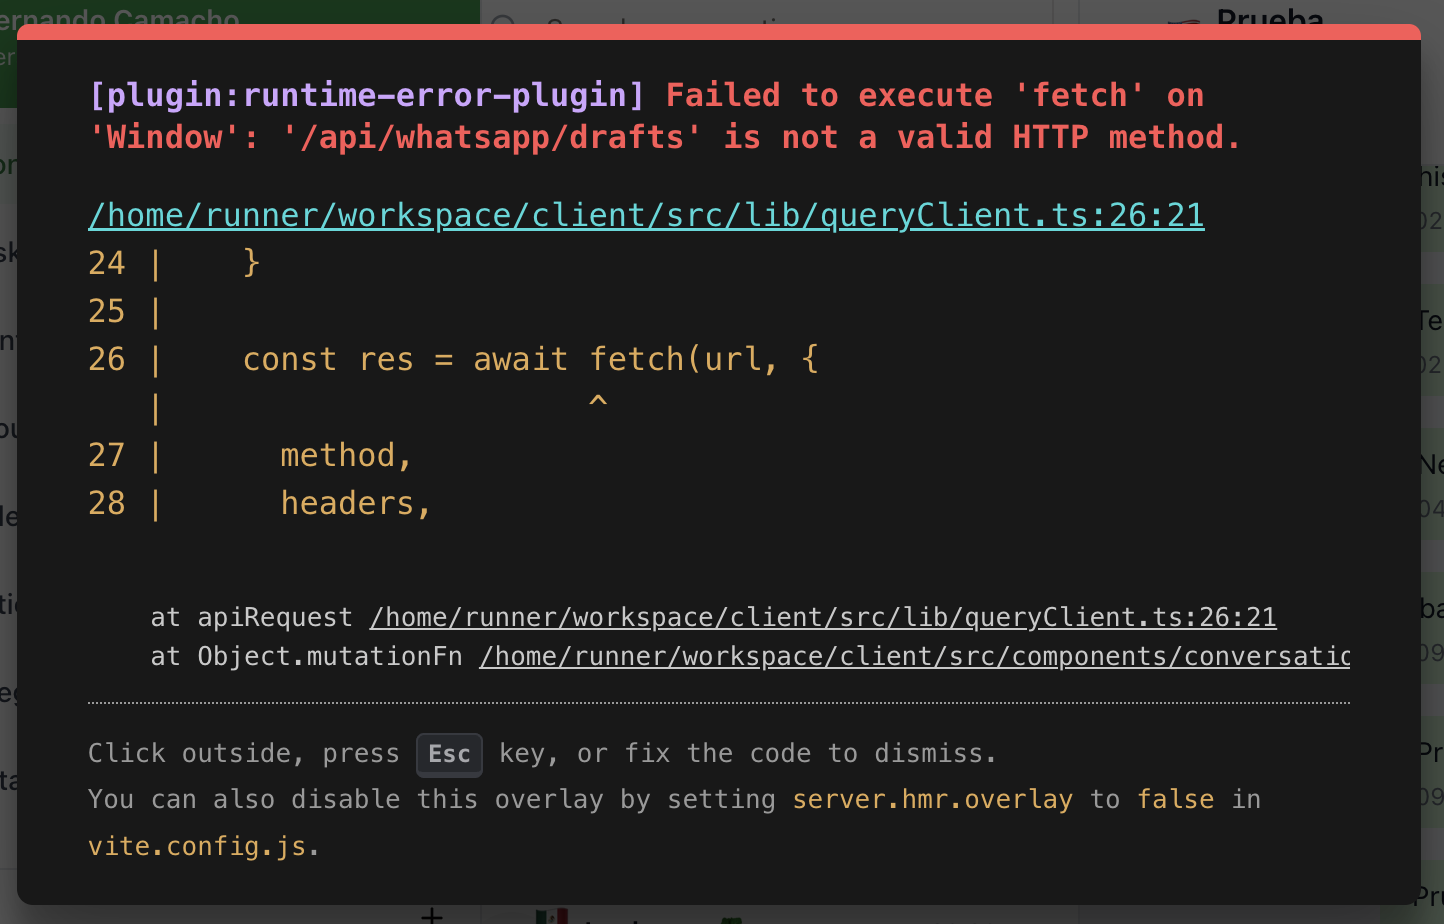 ernando Camacho
Prueba
[plugin:runtime-error-plugin] Failed to execute 'fetch' on
'Window': '/api/whatsapp/drafts' is not a valid HTTP method.
/home/runner/workspace/client/src/lib/queryClient.ts:26:21
24 |    }
25 |
26 |    const res = await fetch(url, {
   |                      ^
27 |      method,
28 |      headers,
at apiRequest /home/runner/workspace/client/src/lib/queryClient.ts:26:21
at Object.mutationFn /home/runner/workspace/client/src/components/conversatio
Click outside, press Esc key, or fix the code to dismiss.
You can also disable this overlay by setting server.hmr.overlay to false in
vite.config.js.